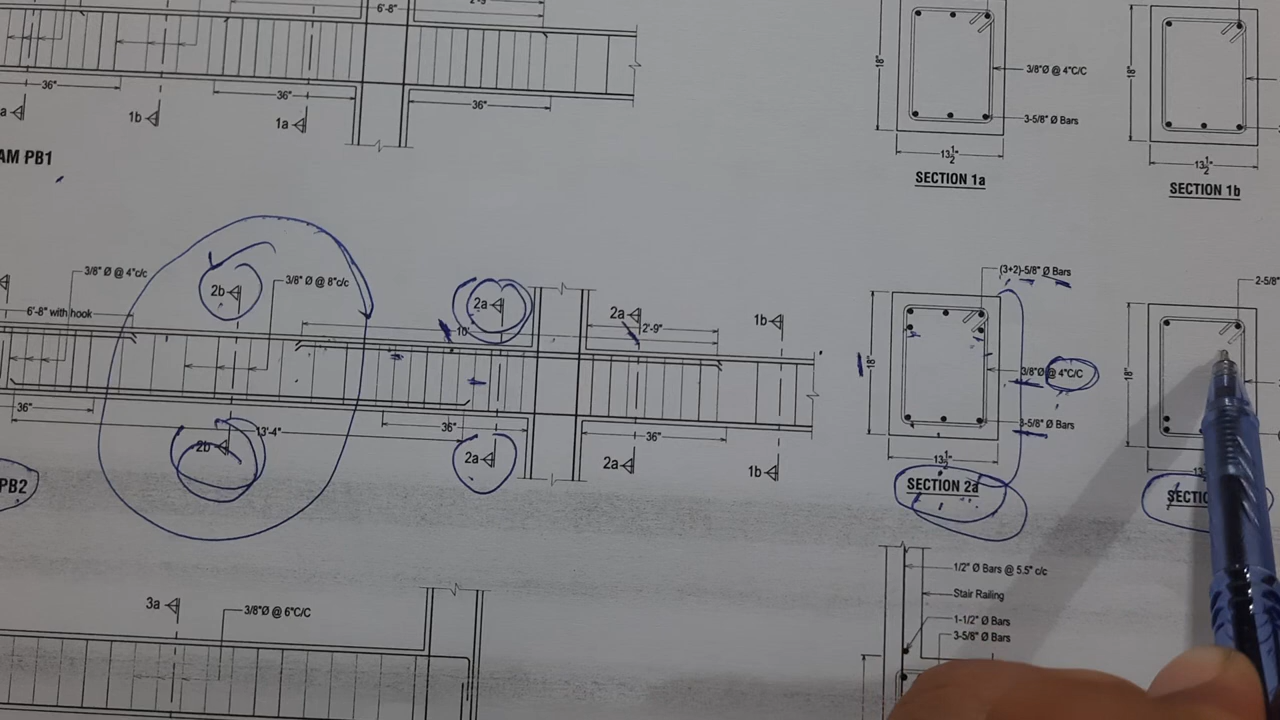 6'-8"
36"
36"
36"
1b
1a
AM PB1
18"
3/8"Ø @ 4"C/C
3-5/8" Ø Bars
13½"
SECTION 1a
18"
13½"
SECTION 1b
3/8" Ø @ 4"c/c
2b
3/8" Ø @ 8"c/c
2a
2a
1b
6'-8" with hook
10'
2'-9"
36"
13'-4"
36"
36"
2b
2a
2a
1b
PB2
(3+2)-5/8" Ø Bars
18"
3/8"Ø @ 4"C/C
3-5/8" Ø Bars
13½"
SECTION 2a
2-5/8"
18"
3a
3/8"Ø @ 6"C/C
1/2" Ø Bars @ 5.5" c/c
Stair Railing
1-1/2" Ø Bars
3-5/8" Ø Bars